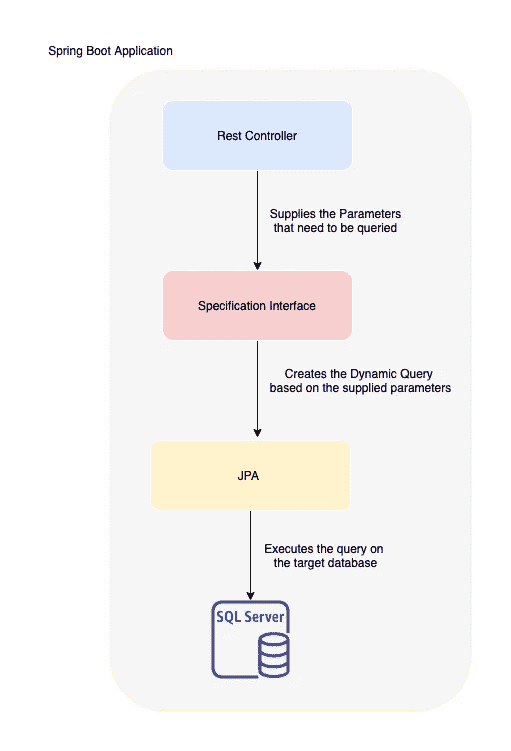 Spring Boot Application
Rest Controller
Supplies the Parameters
that need to be queried
Specification Interface
Creates the Dynamic Query
based on the supplied parameters
JPA
Executes the query on
the target database
SQL Server